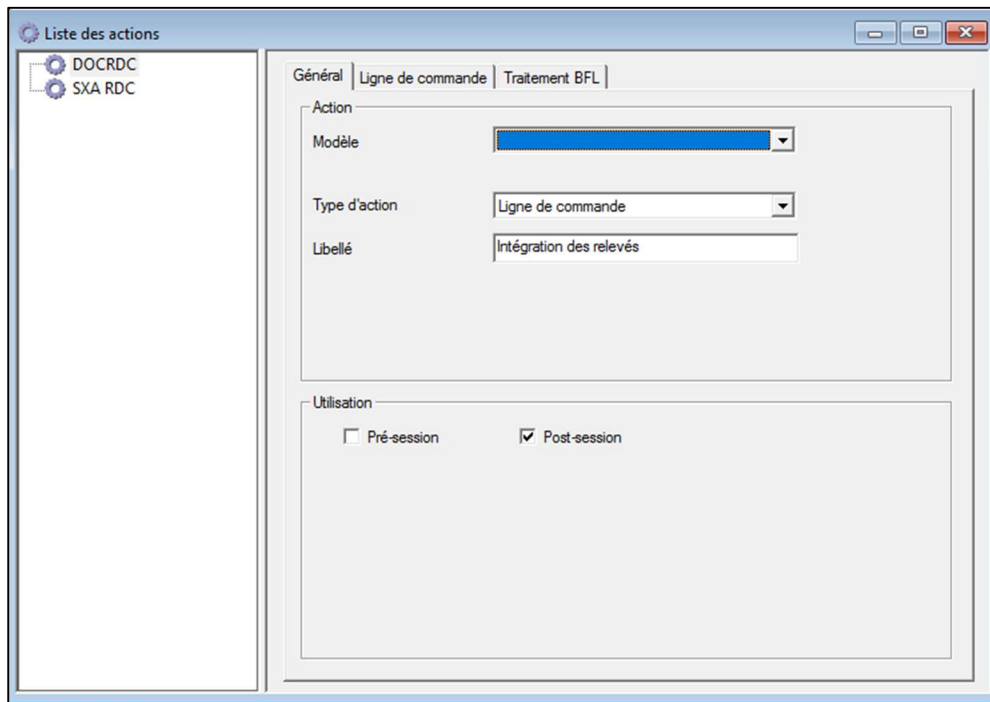 Liste des actions
DOCRDC
SXA RDC
Général Ligne de commande Traitement BFL
Action
Modèle
Type d'action Ligne de commande
Libellé Intégration des relevés
Utilisation
Pré-session Post-session